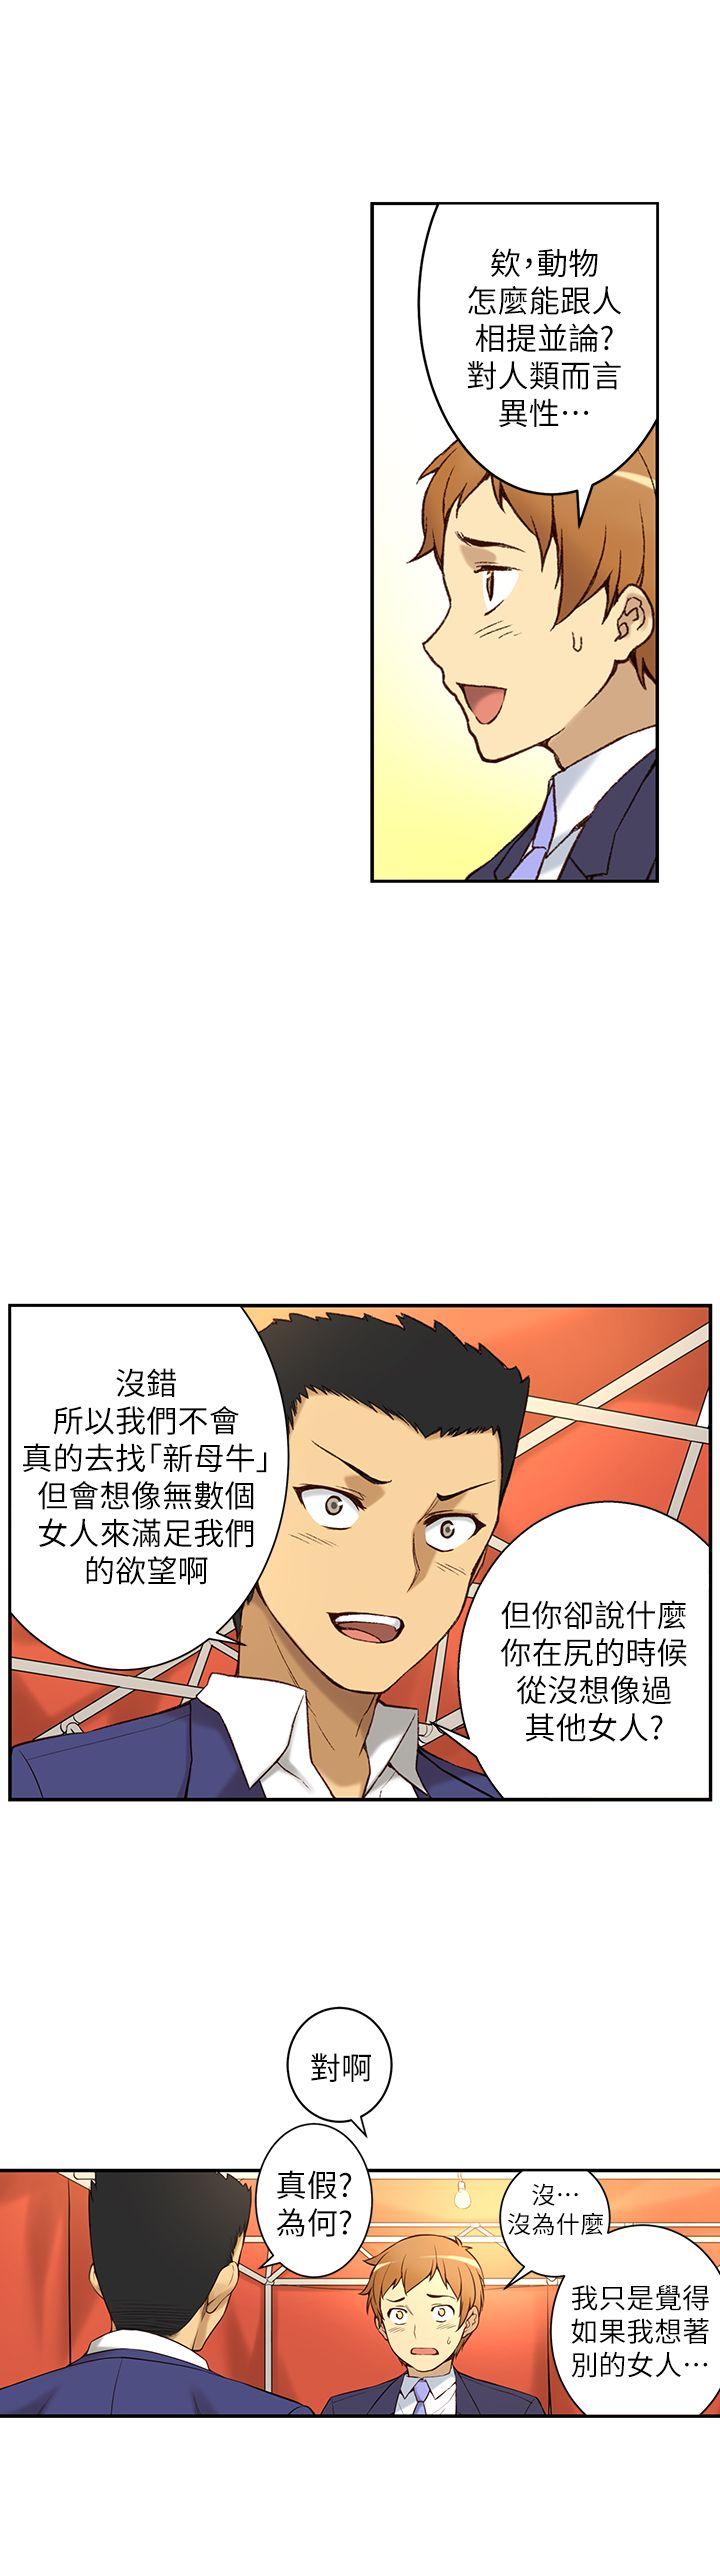 欸，動物
怎麼能跟人
相提並論?
對人類而言
異性…
沒錯
所以我們不會
真的去找「新母牛」
但會想像無數個
女人來滿足我們
的欲望啊
但你卻說什麼
你在尻的時候
從沒想像過
其他女人?
對啊
真假?
為何?
沒…
沒為什麼
我只是覺得
如果我想著
別的女人…